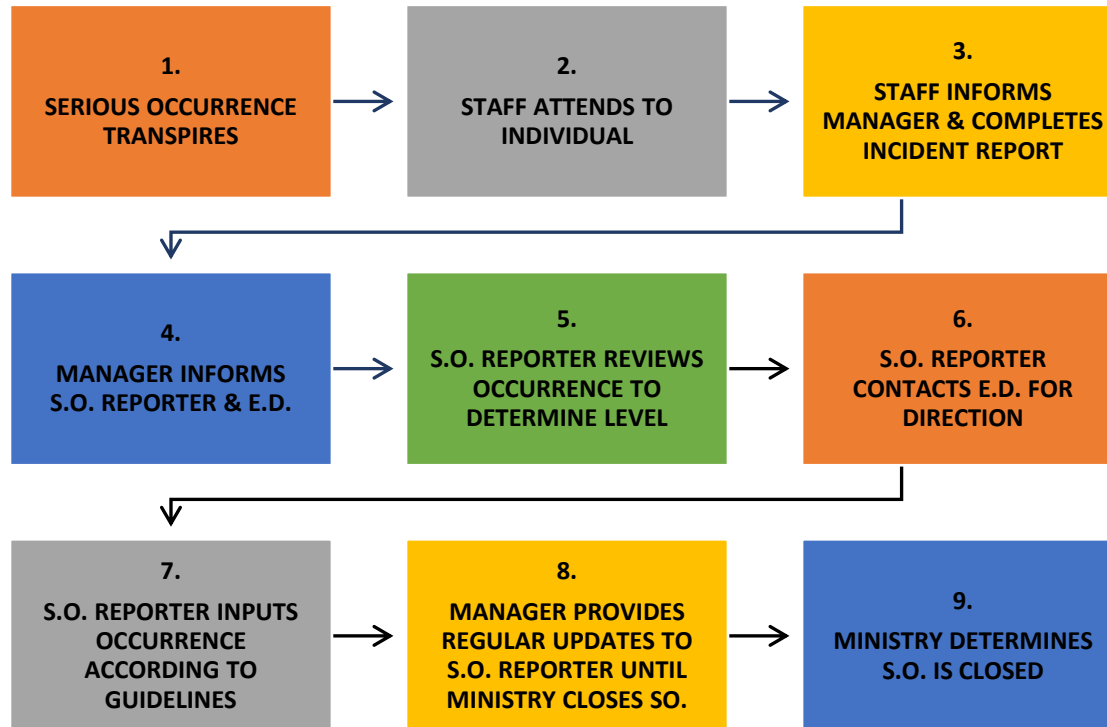 1.
SERIOUS OCCURRENCE
TRANSPIRES
2.
STAFF ATTENDS TO
INDIVIDUAL
3.
STAFF INFORMS
MANAGER & COMPLETES
INCIDENT REPORT
4.
MANAGER INFORMS
S.O. REPORTER & E.D.
5.
S.O. REPORTER REVIEWS
OCCURRENCE TO
DETERMINE LEVEL
6.
S.O. REPORTER
CONTACTS E.D. FOR
DIRECTION
7.
S.O. REPORTER INPUTS
OCCURRENCE
ACCORDING TO
GUIDELINES
8.
MANAGER PROVIDES
REGULAR UPDATES TO
S.O. REPORTER UNTIL
MINISTRY CLOSES SO.
9.
MINISTRY DETERMINES
S.O. IS CLOSED